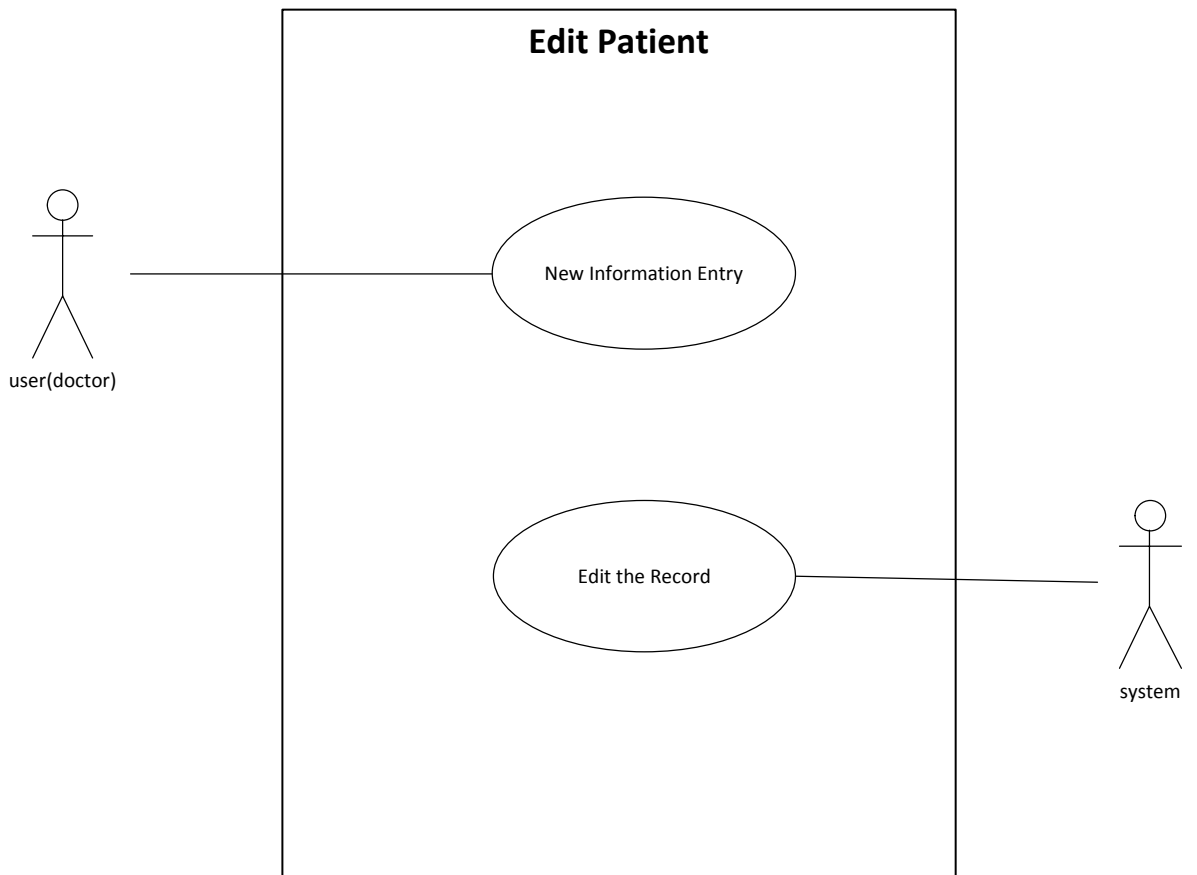 Edit Patient
New Information Entry
user(doctor)
Edit the Record
system